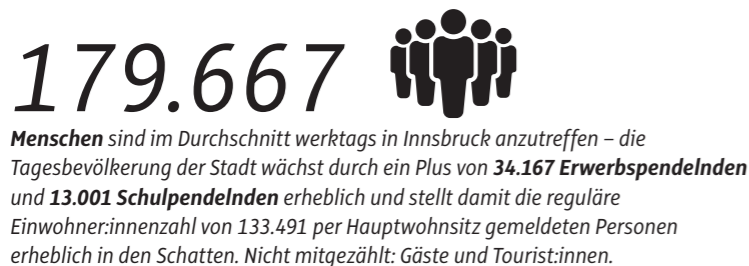 179.667
Menschen sind im Durchschnitt werktags in Innsbruck anzutreffen – die
Tagesbevölkerung der Stadt wächst durch ein Plus von 34.167 Erwerbspendelnden
und 13.001 Schulpendelnden erheblich und stellt damit die reguläre
Einwohner:innenzahl von 133.491 per Hauptwohnsitz gemeldeten Personen
erheblich in den Schatten. Nicht mitgezählt: Gäste und Tourist:innen.